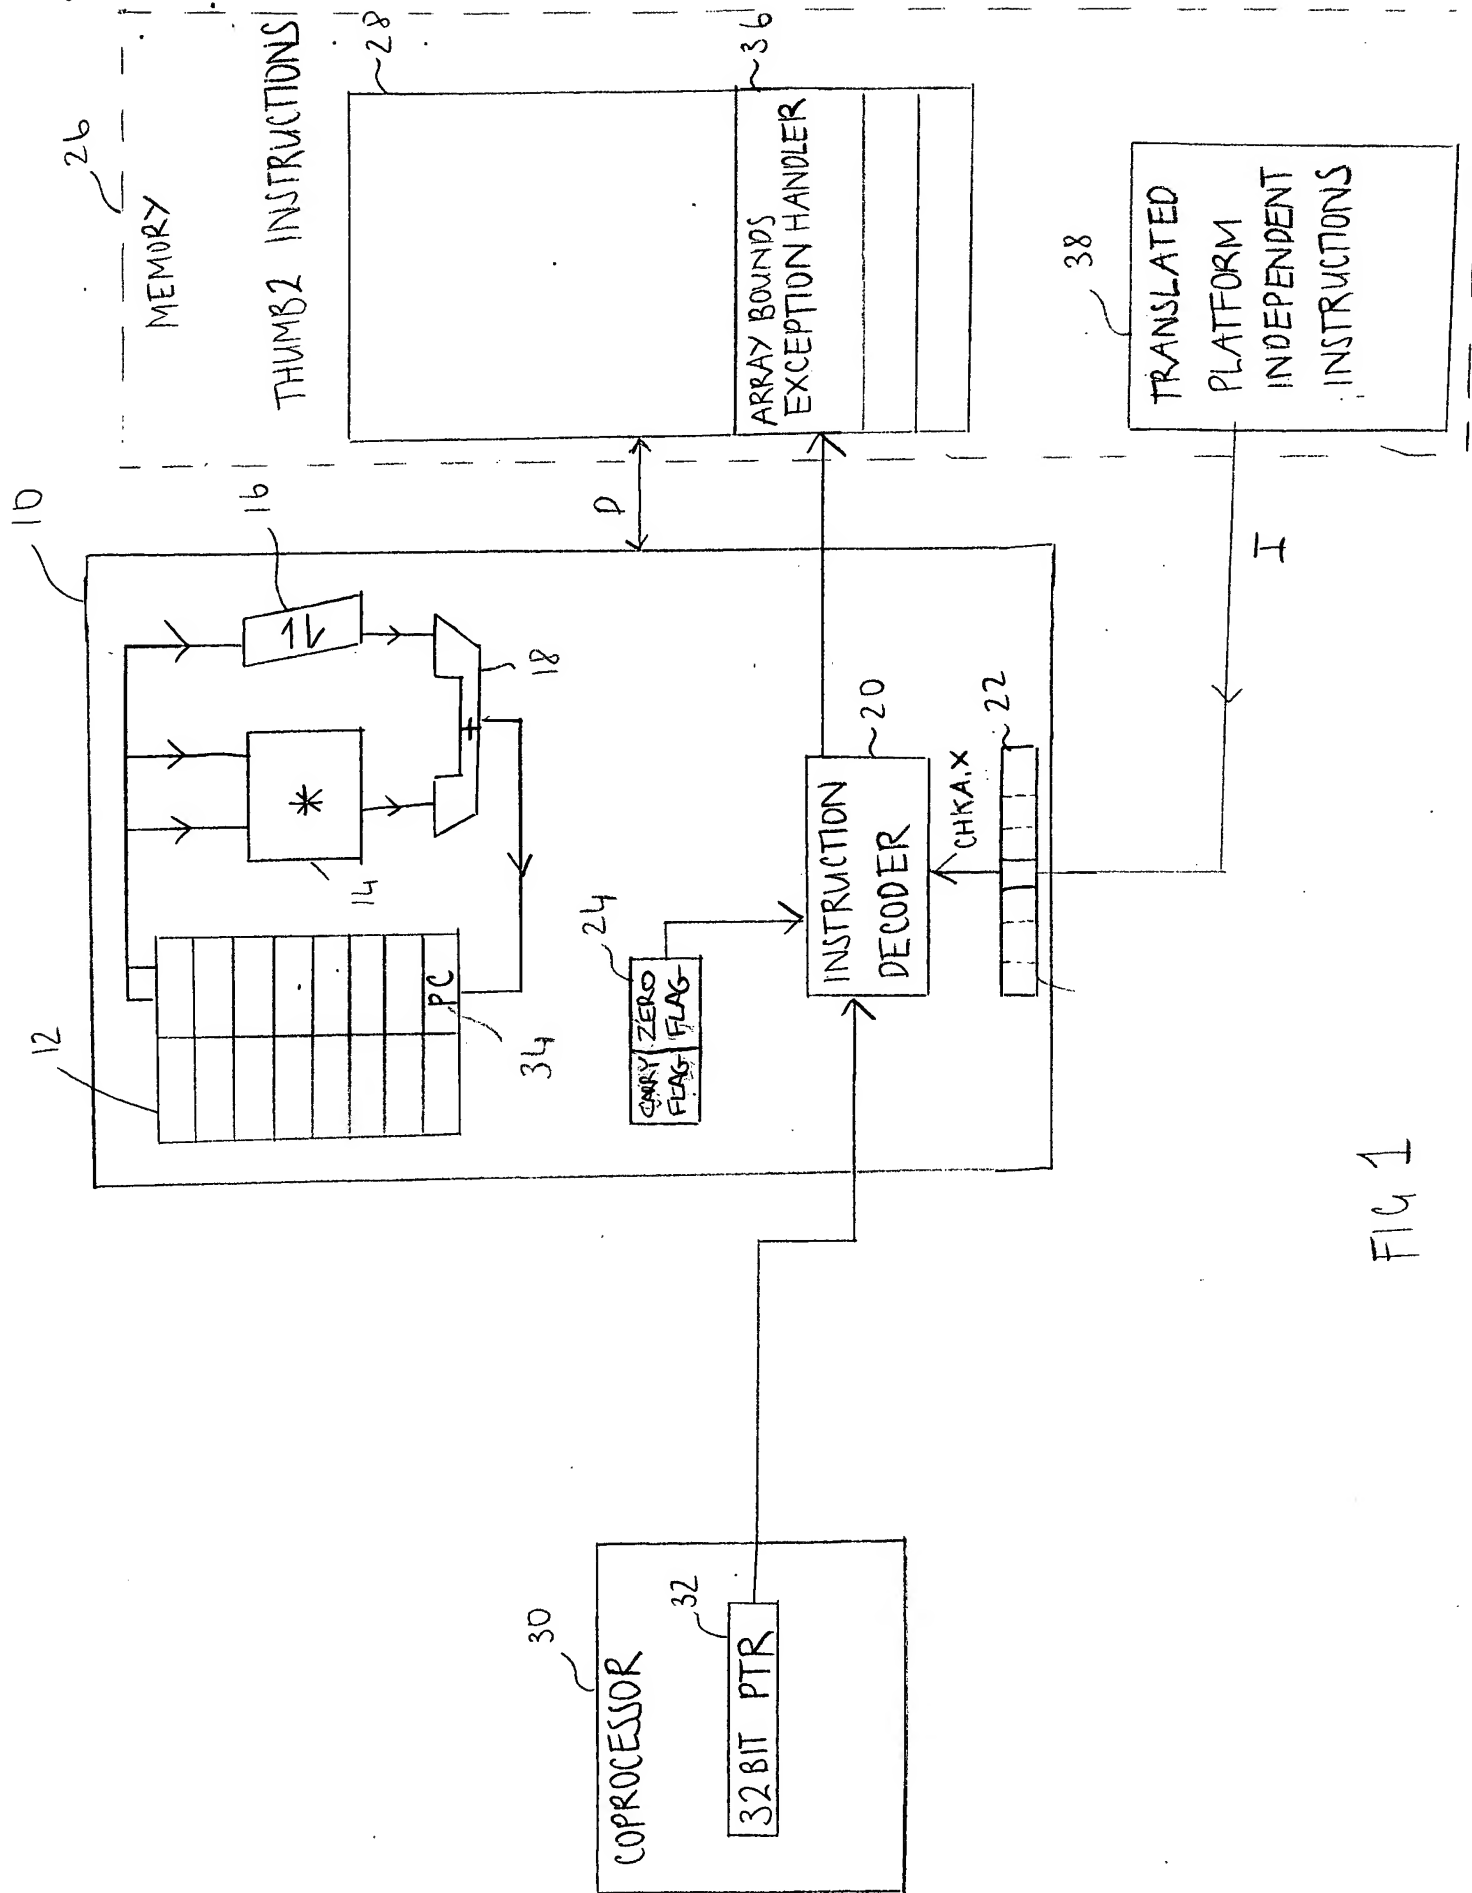 26
MEMORY
THUMB2 INSTRUCTIONS
28
ARRAY BOUNDS
EXCEPTION HANDLER
36
38
TRANSLATED
PLATFORM
INDEPENDENT
INSTRUCTIONS
10
D
I
12
14
16
18
PC
34
24
CARRY
FLAG
ZERO
FLAG
INSTRUCTION
DECODER
20
CHKA.X
22
30
COPROCESSOR
32
32BIT PTR
FIG 1